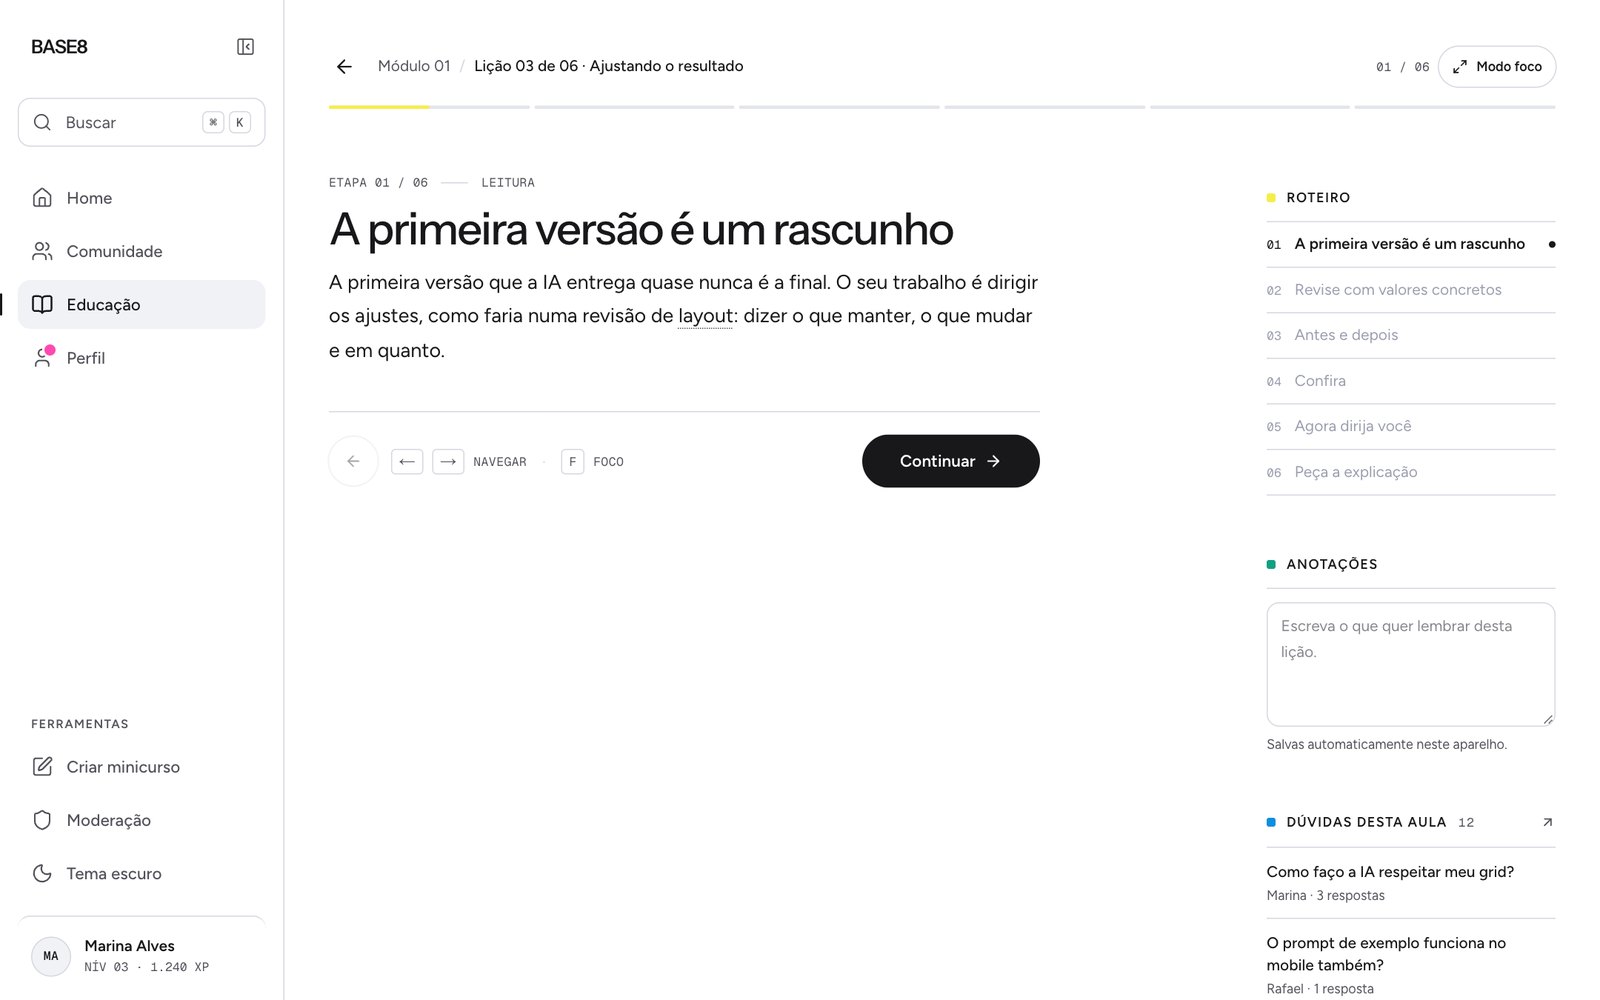 BASE8
Buscar ⌘ K
Home
Comunidade
Educação
Perfil
FERRAMENTAS
Criar minicurso
Moderação
Tema escuro
MA
Marina Alves
NÍV 03 · 1.240 XP
← Módulo 01 / Lição 03 de 06 · Ajustando o resultado
01 / 06
Modo foco
ETAPA 01 / 06 — LEITURA
A primeira versão é um rascunho
A primeira versão que a IA entrega quase nunca é a final. O seu trabalho é dirigir
os ajustes, como faria numa revisão de layout: dizer o que manter, o que mudar
e em quanto.
← ← → NAVEGAR · F FOCO
Continuar →
ROTEIRO
01 A primeira versão é um rascunho
02 Revise com valores concretos
03 Antes e depois
04 Confira
05 Agora dirija você
06 Peça a explicação
ANOTAÇÕES
Escreva o que quer lembrar desta
lição.
Salvas automaticamente neste aparelho.
DÚVIDAS DESTA AULA 12
Como faço a IA respeitar meu grid?
Marina · 3 respostas
O prompt de exemplo funciona no
mobile também?
Rafael · 1 resposta